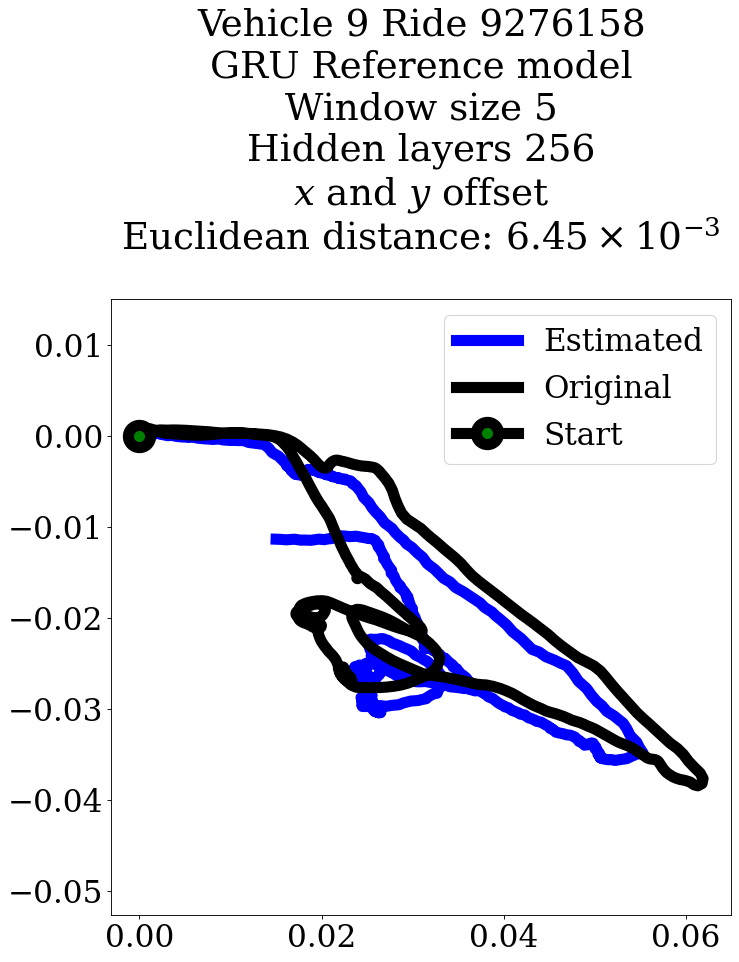 Vehicle 9 Ride 9276158
GRU Reference model
Window size 5
Hidden layers 256
x and y offset
Euclidean distance: 6.45 × 10⁻³
Estimated
Original
Start
0.01
0.00
−0.01
−0.02
−0.03
−0.04
−0.05
0.00 0.02 0.04 0.06